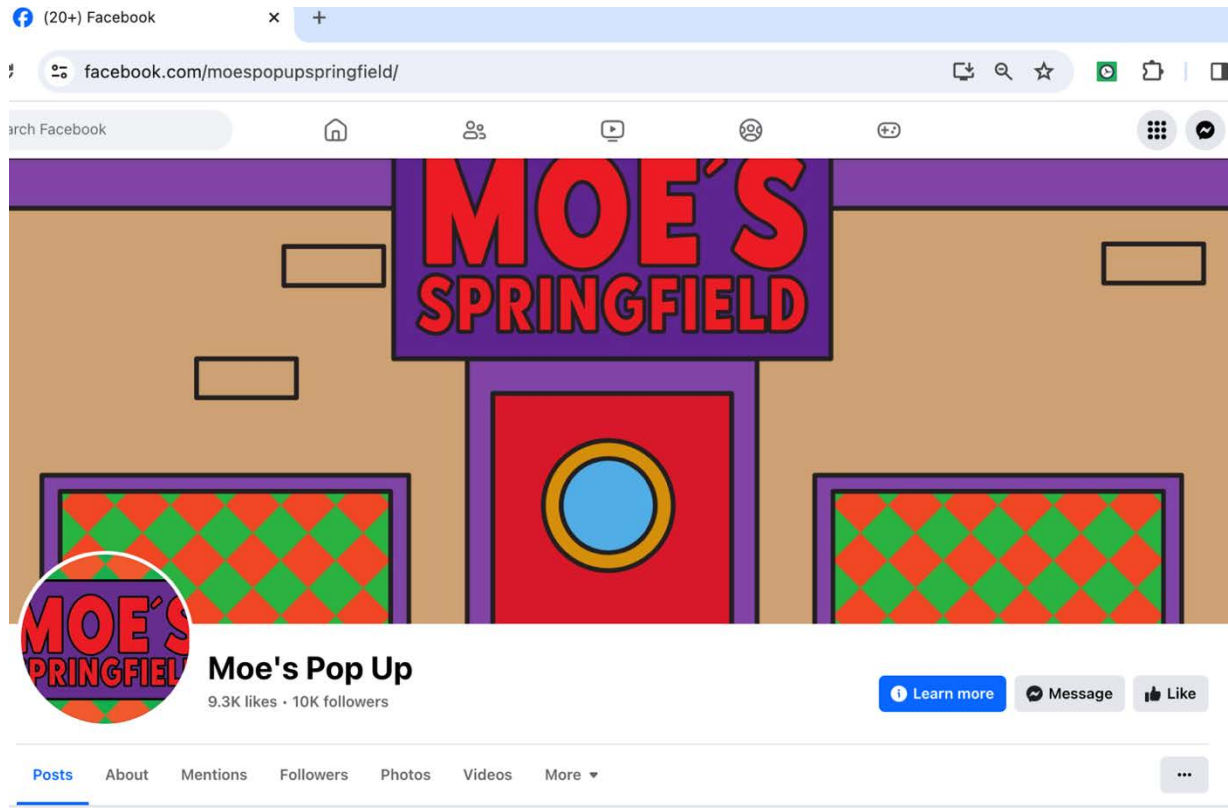 (20+) Facebook
facebook.com/moespopupspringfield/
arch Facebook
MOE'S
SPRINGFIELD
MOE'S
PRINGFIEL
Moe's Pop Up
9.3K likes · 10K followers
Learn more
Message
Like
Posts About Mentions Followers Photos Videos More